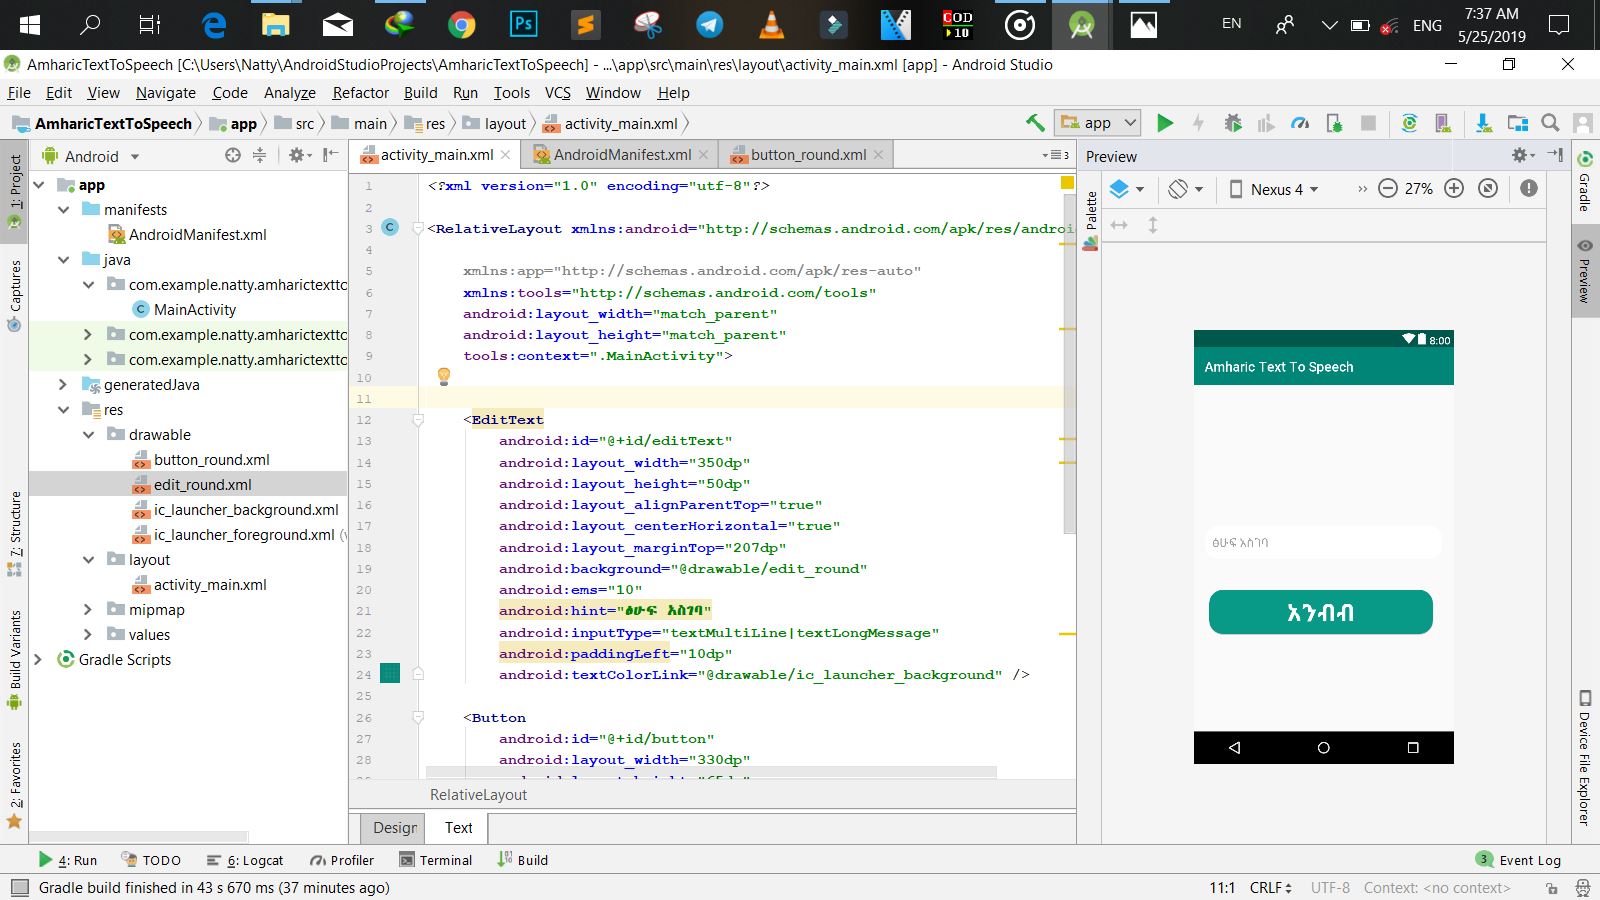 COD
10
EN
ENG
7:37 AM
5/25/2019
AmharicTextToSpeech [C:\Users\Natty\AndroidStudioProjects\AmharicTextToSpeech] - ...\app\src\main\res\layout\activity_main.xml [app] - Android Studio
File Edit View Navigate Code Analyze Refactor Build Run Tools VCS Window Help
AmharicTextToSpeech app src main res layout activity_main.xml
app
1: Project
Captures
7: Structure
Build Variants
2: Favorites
Android
app
manifests
AndroidManifest.xml
java
com.example.natty.amharictextto
MainActivity
com.example.natty.amharictextto
com.example.natty.amharictextto
generatedJava
res
drawable
button_round.xml
edit_round.xml
ic_launcher_background.xml
ic_launcher_foreground.xml (v
layout
activity_main.xml
mipmap
values
Gradle Scripts
activity_main.xml AndroidManifest.xml button_round.xml
3
1 <?xml version="1.0" encoding="utf-8"?>
2
3 <RelativeLayout xmlns:android="http://schemas.android.com/apk/res/androi
4
5 xmlns:app="http://schemas.android.com/apk/res-auto"
6 xmlns:tools="http://schemas.android.com/tools"
7 android:layout_width="match_parent"
8 android:layout_height="match_parent"
9 tools:context=".MainActivity">
10
11
12 <EditText
13 android:id="@+id/editText"
14 android:layout_width="350dp"
15 android:layout_height="50dp"
16 android:layout_alignParentTop="true"
17 android:layout_centerHorizontal="true"
18 android:layout_marginTop="207dp"
19 android:background="@drawable/edit_round"
20 android:ems="10"
21 android:hint="ፅሁፍ አስገባ"
22 android:inputType="textMultiLine|textLongMessage"
23 android:paddingLeft="10dp"
24 android:textColorLink="@drawable/ic_launcher_background" />
25
26 <Button
27 android:id="@+id/button"
28 android:layout_width="330dp"
RelativeLayout
Design Text
Preview
Palette
Nexus 4
27%
8:00
Amharic Text To Speech
ፅሁፍ አስገባ
አንብብ
Gradle
Preview
Device File Explorer
4: Run TODO 6: Logcat Profiler Terminal Build
3 Event Log
Gradle build finished in 43 s 670 ms (37 minutes ago)
11:1 CRLF UTF-8 Context: <no context>